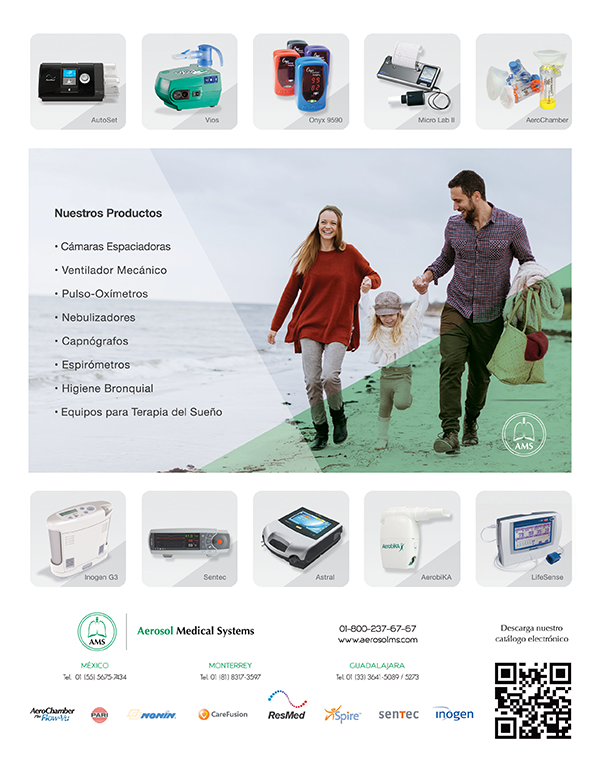 AutoSet
Vios
Onyx 9590
Micro Lab II
AeroChamber
Nuestros Productos
• Cámaras Espaciadoras
• Ventilador Mecánico
• Pulso-Oxímetros
• Nebulizadores
• Capnógrafos
• Espirómetros
• Higiene Bronquial
• Equipos para Terapia del Sueño
AMS
Inogen G3
Sentec
Astral
AerobiKA
AerobiKA
LifeSense
AMS
Aerosol Medical Systems
01-800-237-67-67
www.aerosolms.com
Descarga nuestro
catálogo electrónico
MÉXICO
Tel. 01 (55) 5675-7434
MONTERREY
Tel. 01 (81) 8317-3597
GUADALAJARA
Tel. 01 (33) 3641-5089 / 5273
AeroChamber
Plus Flow-Vu
PARI
NONIN
CareFusion
ResMed
iSpire
sentec
inogen